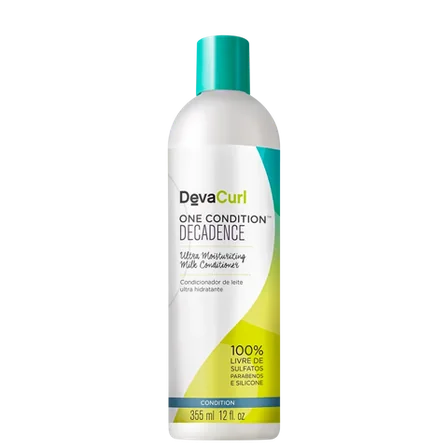 DevaCurl
ONE CONDITION™
DECADENCE
Ultra Moisturizing
Milk Conditioner
Condicionador de leite
ultra hidratante
100%
LIVRE DE
SULFATOS
PARABENOS
E SILICONE
CONDITION
355 ml 12 fl. oz